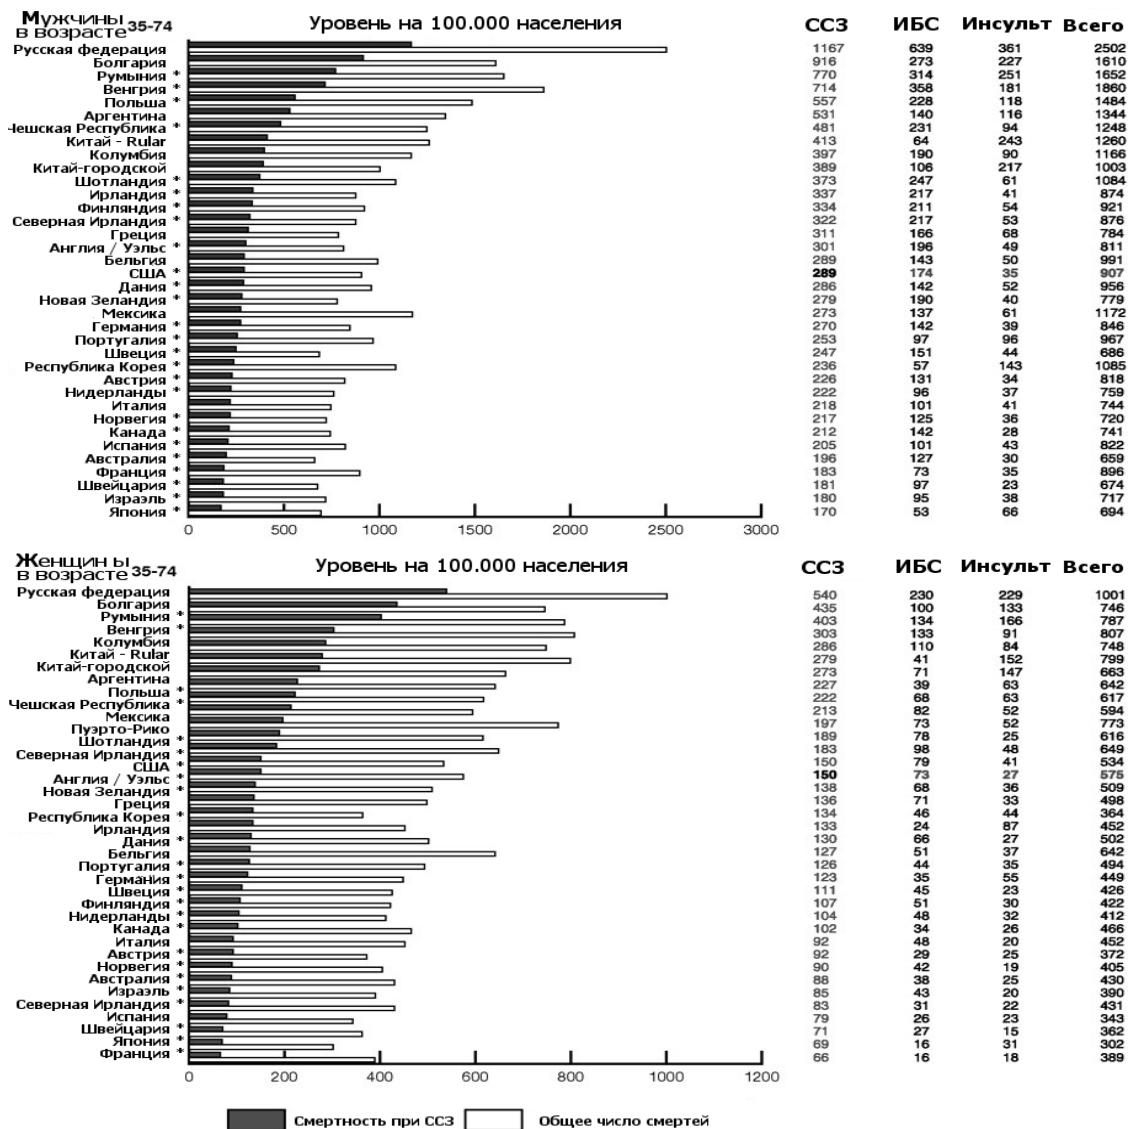 Мужчины
в возрасте 35-74 Уровень на 100.000 населения ССЗ ИБС Инсульт Всего
Русская федерация 1167 639 361 2502
Болгария 916 273 227 1610
Румыния * 770 314 251 1652
Венгрия * 714 358 181 1860
Польша * 557 228 118 1484
Аргентина 531 140 116 1344
Чешская Республика * 481 231 94 1248
Китай - Rular 413 64 243 1260
Колумбия 397 190 90 1166
Китай-городской 389 106 217 1003
Шотландия * 373 247 61 1084
Ирландия * 337 217 41 874
Финляндия * 334 211 54 921
Северная Ирландия * 322 217 53 876
Греция 311 166 68 784
Англия / Уэльс * 301 196 49 811
Бельгия 289 143 50 991
США * 289 174 35 907
Дания * 286 142 52 956
Новая Зеландия * 279 190 40 779
Мексика 273 137 61 1172
Германия * 270 142 39 846
Португалия * 253 97 96 967
Швеция * 247 151 44 686
Республика Корея * 236 57 143 1085
Австрия * 226 131 34 818
Нидерланды * 222 96 37 759
Италия 218 101 41 744
Норвегия * 217 125 36 720
Канада * 212 142 28 741
Испания * 205 101 43 822
Австралия * 196 127 30 659
Франция * 183 73 35 896
Швейцария * 181 97 23 674
Израэль * 180 95 38 717
Япония * 170 53 66 694
0 500 1000 1500 2000 2500 3000
Женщин ы
в возрасте 35-74 Уровень на 100.000 населения ССЗ ИБС Инсульт Всего
Русская федерация 540 230 229 1001
Болгария 435 100 133 746
Румыния * 403 134 166 787
Венгрия * 303 133 91 807
Колумбия 286 110 84 748
Китай - Rular 279 41 152 799
Китай-городской 273 71 147 663
Аргентина 227 39 63 642
Польша * 222 68 63 617
Чешская Республика * 213 82 52 594
Мексика 197 73 52 773
Пуэрто-Рико 189 78 25 616
Шотландия * 183 98 48 649
Северная Ирландия * 150 79 41 534
США * 150 73 27 575
Англия / Уэльс * 138 68 36 509
Новая Зеландия * 136 71 33 498
Греция 134 46 44 364
Республика Корея * 133 24 87 452
Ирландия 130 66 27 502
Дания * 127 51 37 642
Бельгия 126 44 35 494
Португалия * 123 35 55 449
Германия * 111 45 23 426
Швеция * 107 51 30 422
Финляндия * 104 48 32 412
Нидерланды * 102 34 26 466
Канада * 92 48 20 452
Италия 92 29 25 372
Австрия * 90 42 19 405
Норвегия * 88 38 25 430
Австралия * 85 43 20 390
Израэль * 83 31 22 431
Северная Ирландия * 79 26 23 343
Испания 71 27 15 362
Швейцария * 69 16 31 302
Япония * 66 16 18 389
Франция *
0 200 400 600 800 1000 1200
Смертность при ССЗ Общее число смертей